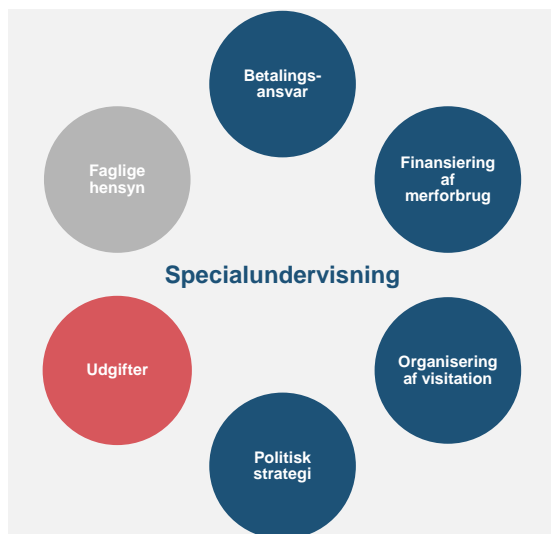 Betalings-
ansvar
Faglige
hensyn
Finansiering
af
merforbrug
Specialundervisning
Udgifter
Organisering
af visitation
Politisk
strategi